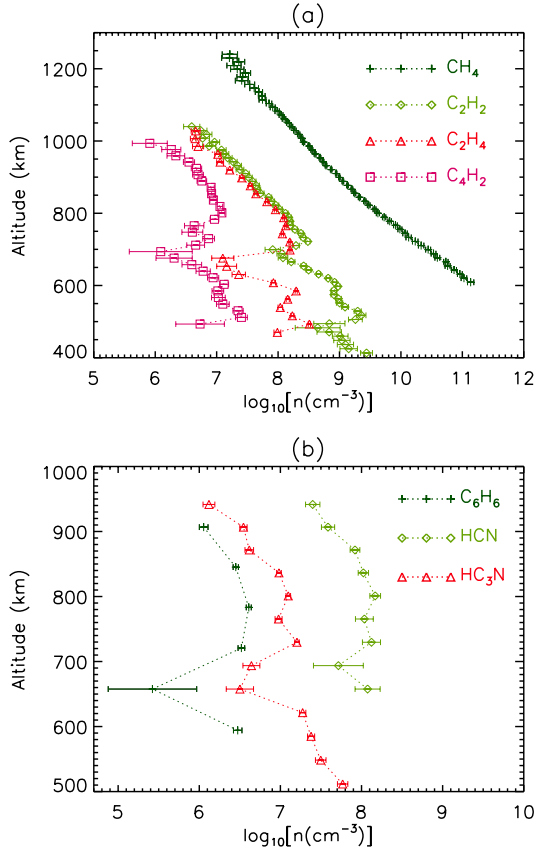 (a)
1200
1000
800
600
400
Altitude (km)
CH₄
C₂H₂
C₂H₄
C₄H₂
5 6 7 8 9 10 11 12
log₁₀[n(cm⁻³)]
(b)
1000
900
800
700
600
500
Altitude (km)
C₆H₆
HCN
HC₃N
5 6 7 8 9 10
log₁₀[n(cm⁻³)]